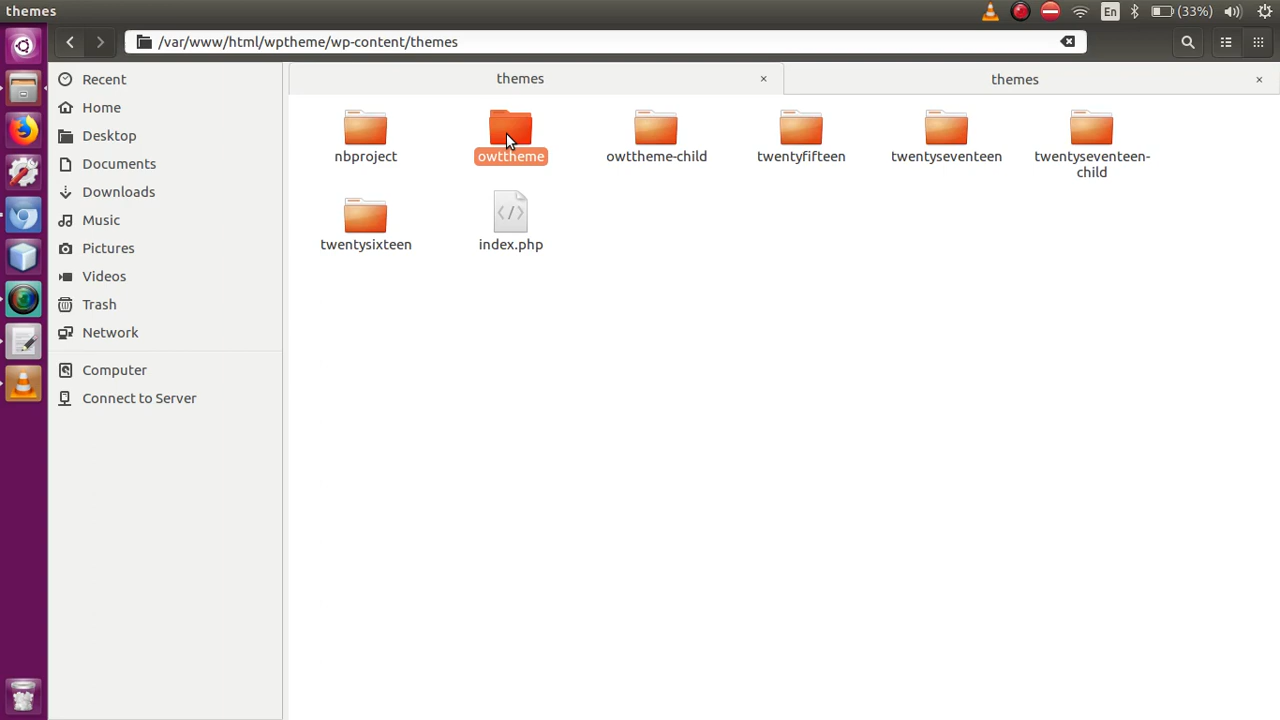 themes
En
(33%)
/var/www/html/wptheme/wp-content/themes
themes
themes
Recent
Home
Desktop
Documents
Downloads
Music
Pictures
Videos
Trash
Network
Computer
Connect to Server
nbproject
owttheme
owttheme-child
twentyfifteen
twentyseventeen
twentyseventeen-
child
twentysixteen
index.php